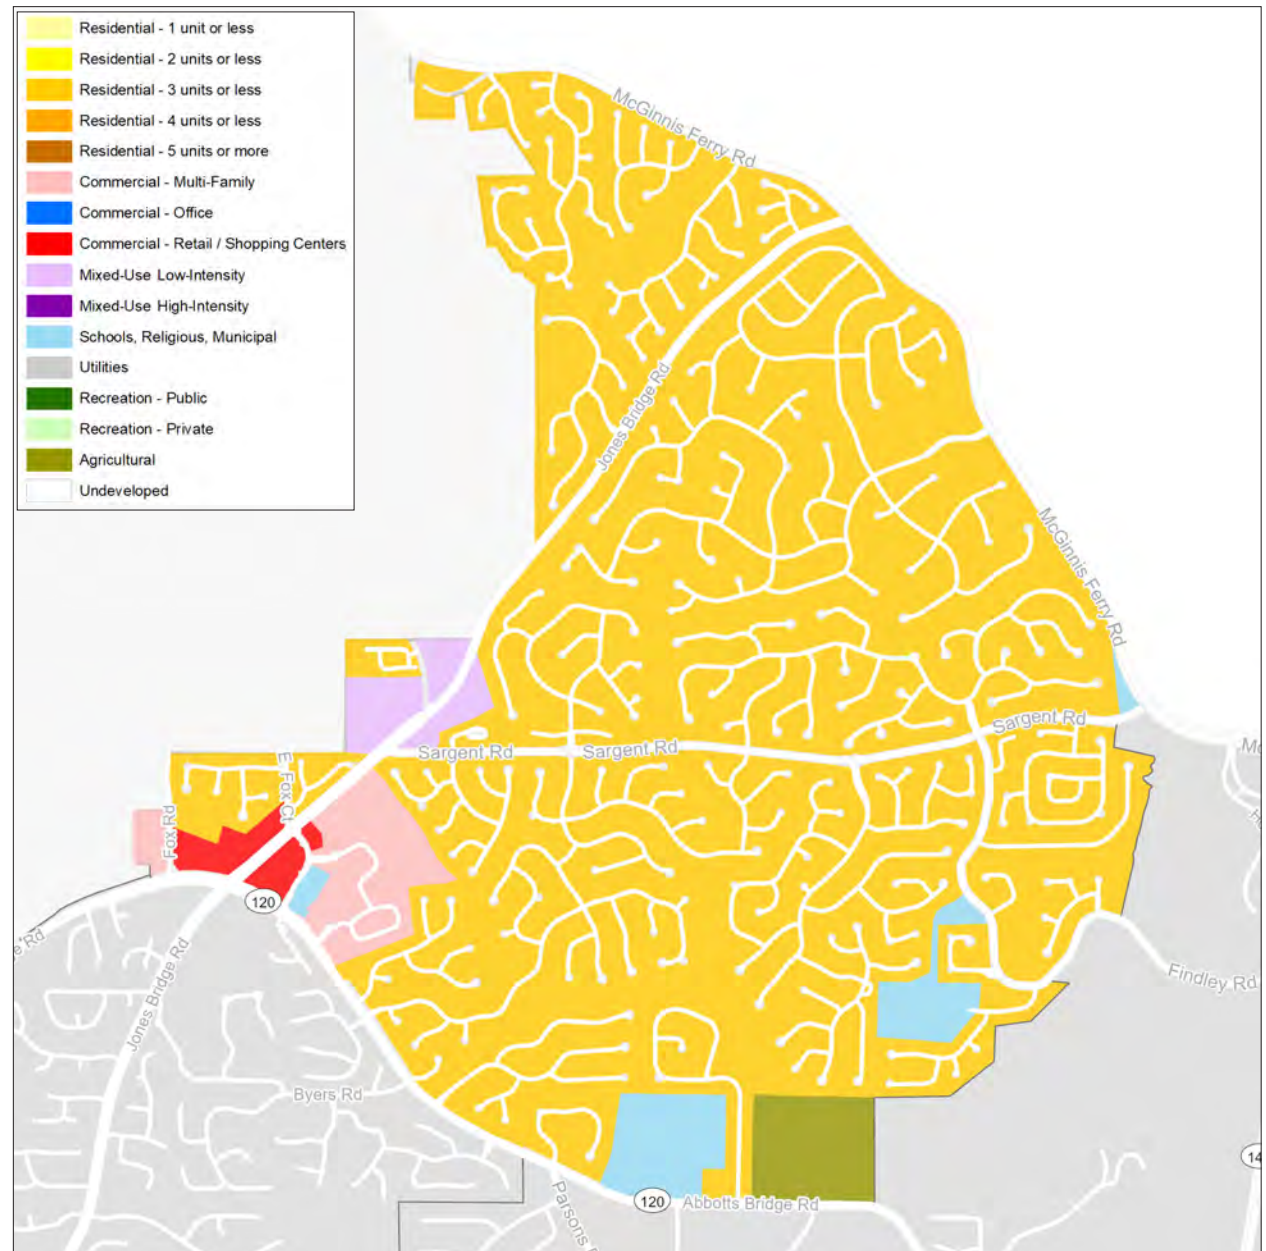 Residential - 1 unit or less
Residential - 2 units or less
Residential - 3 units or less
Residential - 4 units or less
Residential - 5 units or more
Commercial - Multi-Family
Commercial - Office
Commercial - Retail / Shopping Centers
Mixed-Use Low-Intensity
Mixed-Use High-Intensity
Schools, Religious, Municipal
Utilities
Recreation - Public
Recreation - Private
Agricultural
Undeveloped
McGinnis Ferry Rd
Jones Bridge Rd
McGinnis Ferry Rd
Sargent Rd
Sargent Rd
Sargent Rd
Mc
E. Fox Ct
Fox Rd
120
e Rd
Jones Bridge Rd
Findley Rd
Byers Rd
14
120
Abbotts Bridge Rd
Parsons